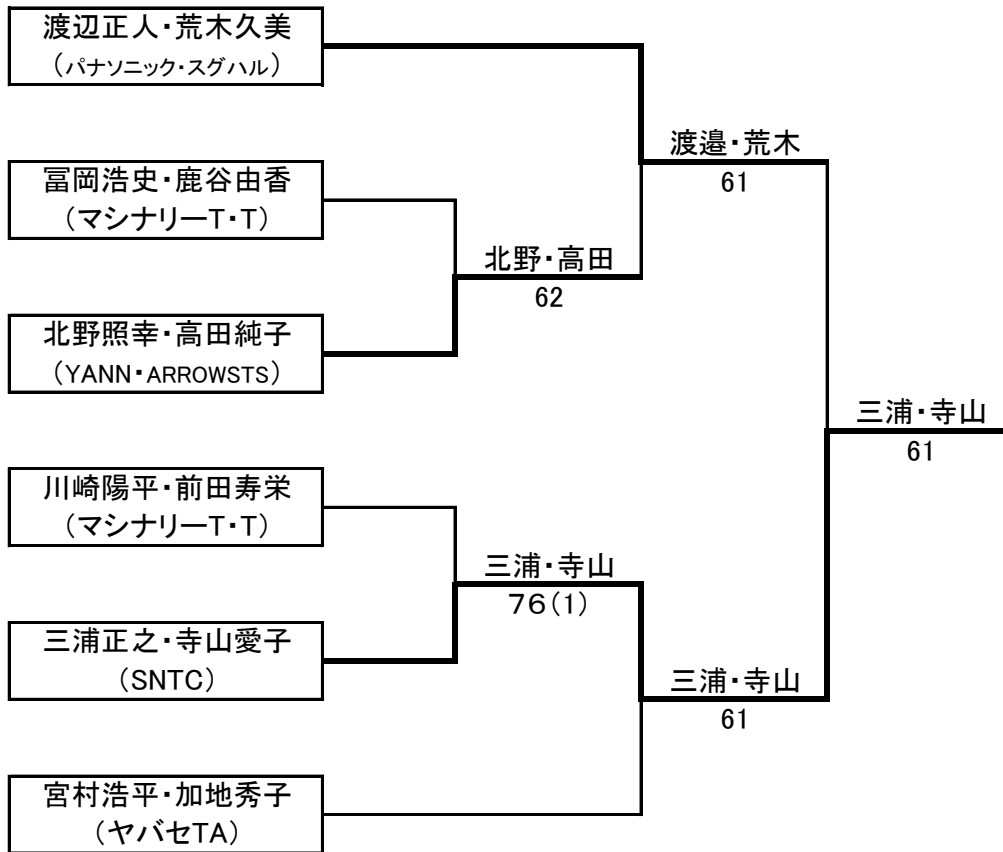 渡辺正人・荒木久美
（パナソニック・スグハル）
冨岡浩史・鹿谷由香
（マシナリーT・T）
北野照幸・高田純子
（YANN・ARROWSTS）
川崎陽平・前田寿栄
（マシナリーT・T）
三浦正之・寺山愛子
（SNTC）
宮村浩平・加地秀子
（ヤバセTA）
北野・高田
62
三浦・寺山
７６（１）
渡邉・荒木
61
三浦・寺山
61
三浦・寺山
61